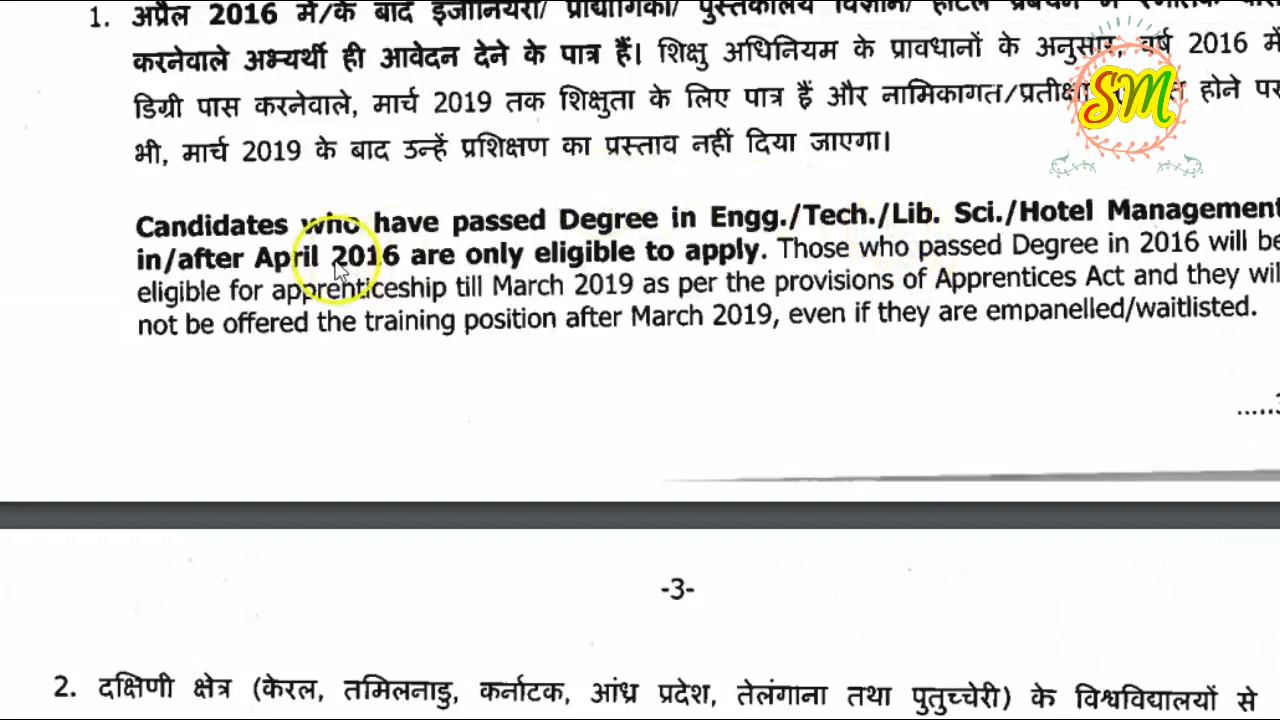 1. अप्रैल 2016 में/के बाद इंजीनियरी/ प्रौद्योगिकी/ पुस्तकालय विज्ञान/ होटल प्रबंधन में
करनेवाले अभ्यर्थी ही आवेदन देने के पात्र हैं। शिक्षु अधिनियम के प्रावधानों के अनुसार, वर्ष 2016 में
डिग्री पास करनेवाले, मार्च 2019 तक शिक्षुता के लिए पात्र हैं और नामिकागत/ होने पर
भी, मार्च 2019 के बाद उन्हें प्रशिक्षण का प्रस्ताव नहीं दिया जाएगा।
SM
Candidates who have passed Degree in Engg./Tech./Lib. Sci./Hotel Management
in/after April 2016 are only eligible to apply. Those who passed Degree in 2016 will be
eligible for apprenticeship till March 2019 as per the provisions of Apprentices Act and they will
not be offered the training position after March 2019, even if they are empanelled/waitlisted.
.....3
-3-
2. दक्षिणी क्षेत्र (केरल, तमिलनाडु, कर्नाटक, आंध्र प्रदेश, तेलंगाना तथा पुतुच्चेरी) के विश्वविद्यालयों से